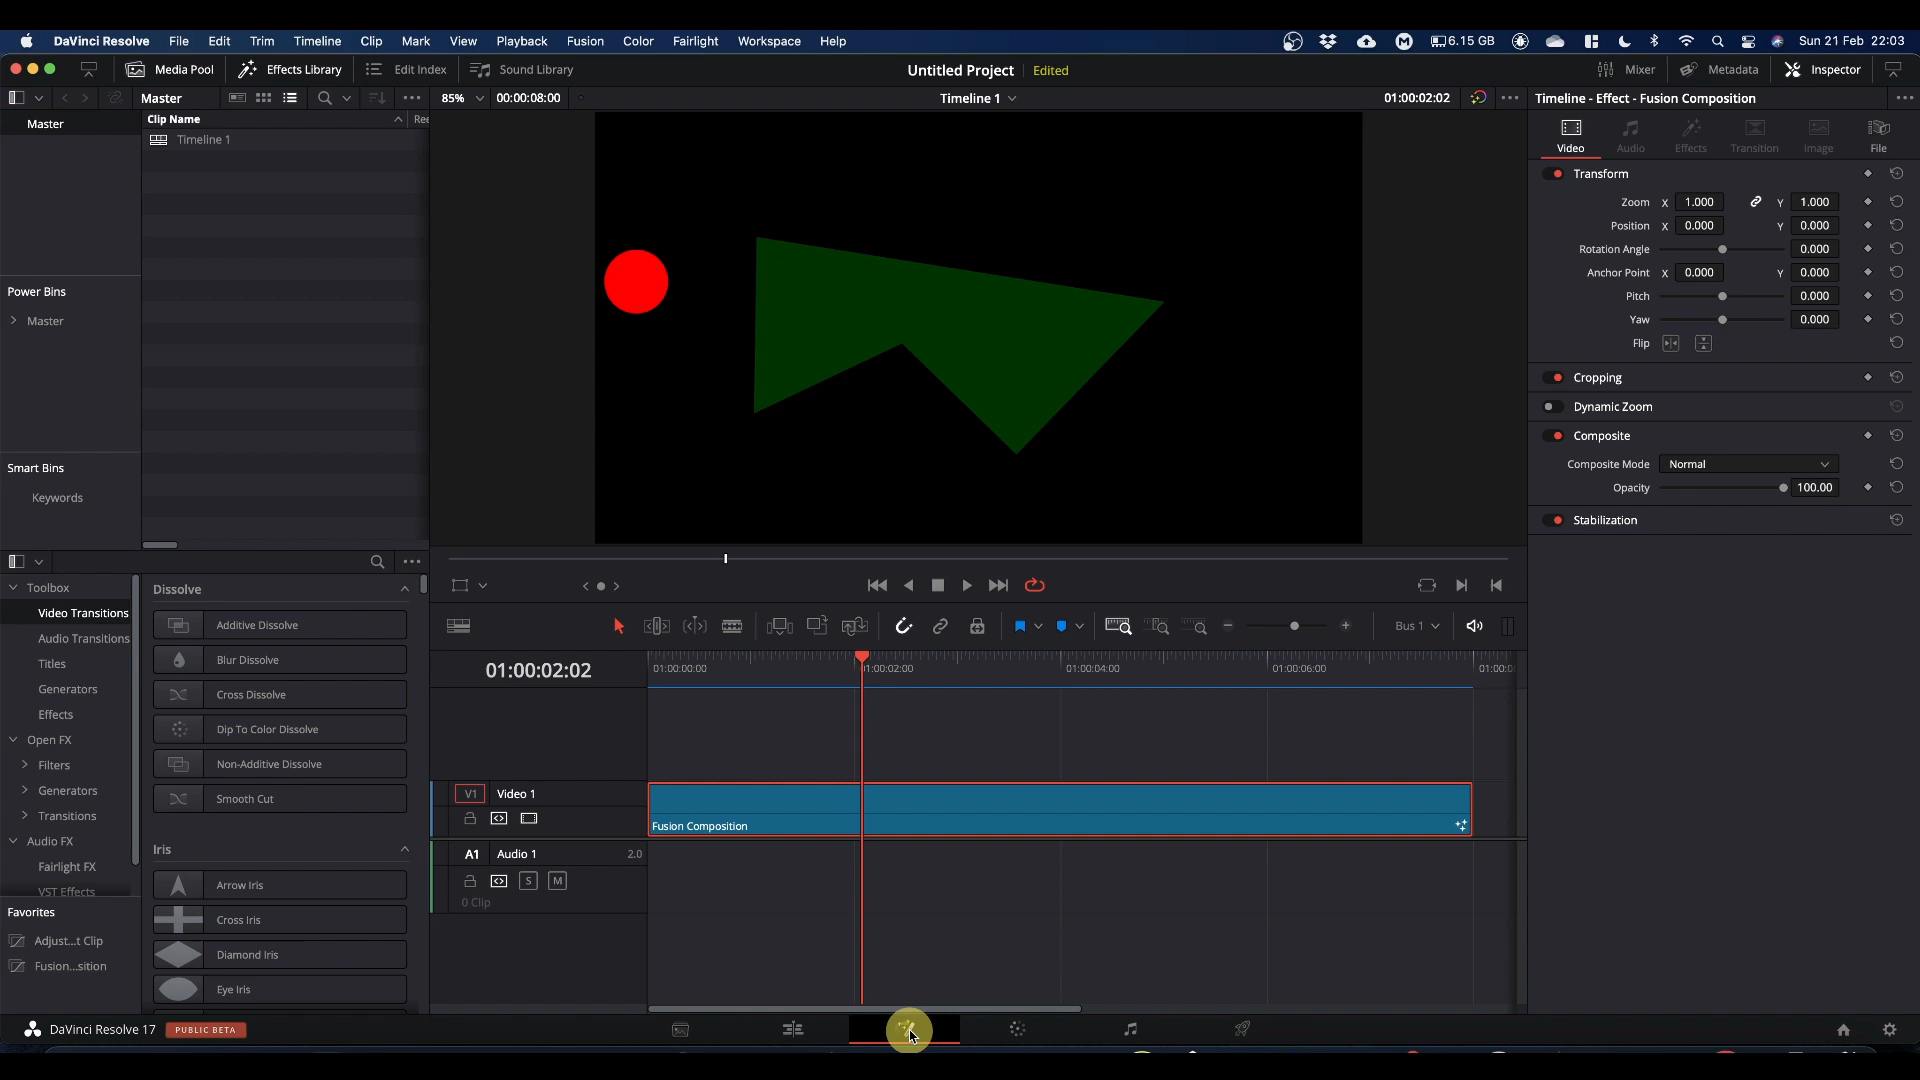 DaVinci Resolve File Edit Trim Timeline Clip Mark View Playback Fusion Color Fairlight Workspace Help 6.15 GB Sun 21 Feb 22:03
Media Pool Effects Library Edit Index Sound Library Untitled Project Edited Mixer Metadata Inspector
Master 85% 00:00:08:00 Timeline 1 01:00:02:02 Timeline - Effect - Fusion Composition
Master
Clip Name Ree
Timeline 1
Power Bins
Master
Smart Bins
Keywords
Video Audio Effects Transition Image File
Transform
Zoom X 1.000 Y 1.000
Position X 0.000 Y 0.000
Rotation Angle 0.000
Anchor Point X 0.000 Y 0.000
Pitch 0.000
Yaw 0.000
Flip
Cropping
Dynamic Zoom
Composite
Composite Mode Normal
Opacity 100.00
Stabilization
Toolbox
Video Transitions
Audio Transitions
Titles
Generators
Effects
Open FX
Filters
Generators
Transitions
Audio FX
Fairlight FX
VST Effects
Favorites
Adjust...t Clip
Fusion...sition
Dissolve
Additive Dissolve
Blur Dissolve
Cross Dissolve
Dip To Color Dissolve
Non-Additive Dissolve
Smooth Cut
Iris
Arrow Iris
Cross Iris
Diamond Iris
Eye Iris
Bus 1
01:00:02:02 01:00:00:00 01:00:02:00 01:00:04:00 01:00:06:00 01:00:0
V1 Video 1
Fusion Composition
A1 Audio 1 2.0
S M
0 Clip
DaVinci Resolve 17 PUBLIC BETA